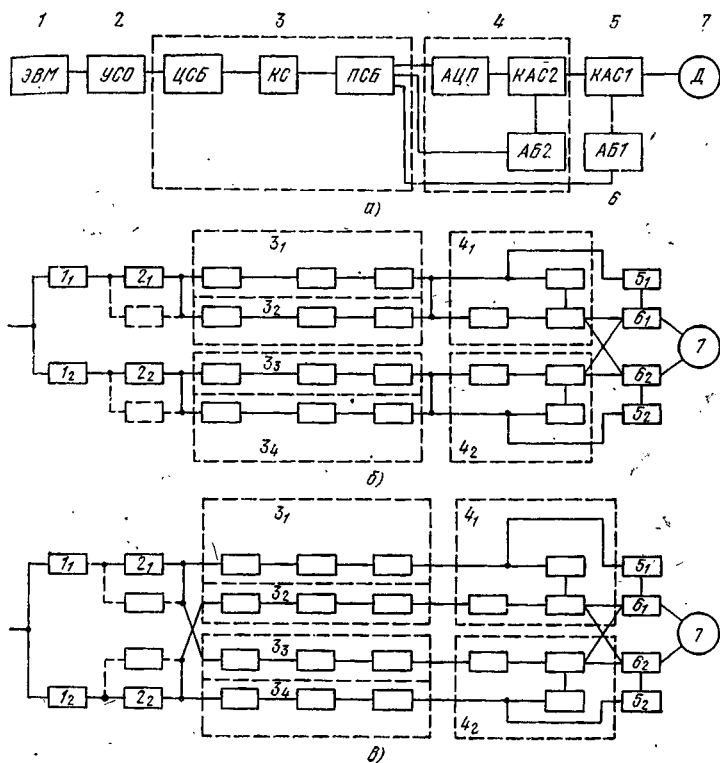 1 2 3 4 5 7
ЭВМ УСО ЦСБ КС ПСБ АЦП КАС2 КАС1 Д
АБ2 АБ1
6
а)
3₁ 4₁
1₁ 2₁ 5₁
3₂ 6₁
7
1₂ 2₂ 3₃ 6₂
5₂
3₄ 4₂
б)
3₁ 4₁
1₁ 2₁ 5₁
3₂ 6₁
7
3₃ 6₂
1₂ 2₂ 3₄ 5₂
4₂
в)